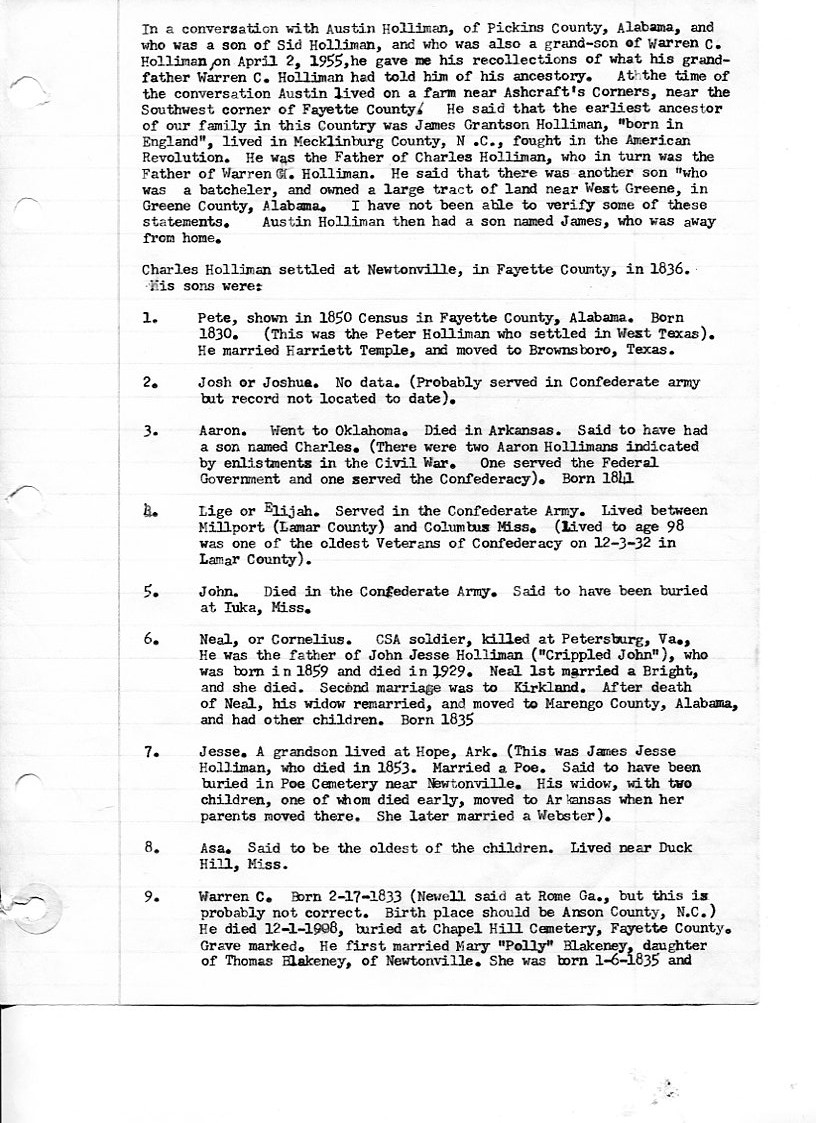 In a conversation with Austin Holliman, of Pickins County, Alabama, and
who was a son of Sid Holliman, and who was also a grand-son of Warren C.
Holliman,on April 2, 1955,he gave me his recollections of what his grand-
father Warren C. Holliman had told him of his ancestory. At the time of
the conversation Austin lived on a farm near Ashcraft's Corners, near the
Southwest corner of Fayette County. He said that the earliest ancestor
of our family in this Country was James Grantson Holliman, "born in
England", lived in Mecklinburg County, N .C., fought in the American
Revolution. He was the Father of Charles Holliman, who in turn was the
Father of Warren C. Holliman. He said that there was another son "who
was a batcheler, and owned a large tract of land near West Greene, in
Greene County, Alabama. I have not been able to verify some of these
statements. Austin Holliman then had a son named James, who was away
from home.
Charles Holliman settled at Newtonville, in Fayette County, in 1836.
His sons were:
1. Pete, shown in 1850 Census in Fayette County, Alabama. Born
1830. (This was the Peter Holliman who settled in West Texas).
He married Harriett Temple, and moved to Brownsboro, Texas.
2. Josh or Joshua. No data. (Probably served in Confederate army
but record not located to date).
3. Aaron. Went to Oklahoma. Died in Arkansas. Said to have had
a son named Charles. (There were two Aaron Hollimans indicated
by enlistments in the Civil War. One served the Federal
Government and one served the Confederacy). Born 1841
4. Lige or Elijah. Served in the Confederate Army. Lived between
Millport (Lamar County) and Columbus Miss. (Lived to age 98
was one of the oldest Veterans of Confederacy on 12-3-32 in
Lamar County).
5. John. Died in the Confederate Army. Said to have been buried
at Iuka, Miss.
6. Neal, or Cornelius. CSA soldier, killed at Petersburg, Va.,
He was the father of John Jesse Holliman ("Crippled John"), who
was born in 1859 and died in 1929. Neal 1st married a Bright,
and she died. Second marriage was to Kirkland. After death
of Neal, his widow remarried, and moved to Marengo County, Alabama,
and had other children. Born 1835
7. Jesse. A grandson lived at Hope, Ark. (This was James Jesse
Holliman, who died in 1853. Married a Poe. Said to have been
buried in Poe Cemetery near Newtonville. His widow, with two
children, one of whom died early, moved to Arkansas when her
parents moved there. She later married a Webster).
8. Asa. Said to be the oldest of the children. Lived near Duck
Hill, Miss.
9. Warren C. Born 2-17-1833 (Newell said at Rome Ga., but this is
probably not correct. Birth place should be Anson County, N.C.)
He died 12-1-1908, buried at Chapel Hill Cemetery, Fayette County.
Grave marked. He first married Mary "Polly" Blakeney, daughter
of Thomas Blakeney, of Newtonville. She was born 1-6-1835 and